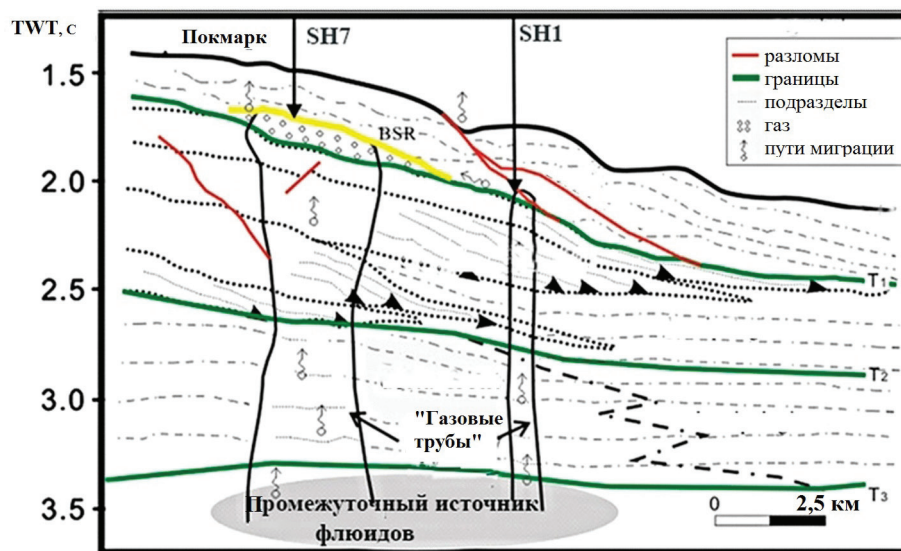 TWT, с
Покмарк
SH7
SH1
разломы
границы
подразделы
газ
пути миграции
BSR
1.5
2.0
2.5
3.0
3.5
T1
T2
T3
"Газовые
трубы"
Промежуточный источник
флюидов
0
2,5 км